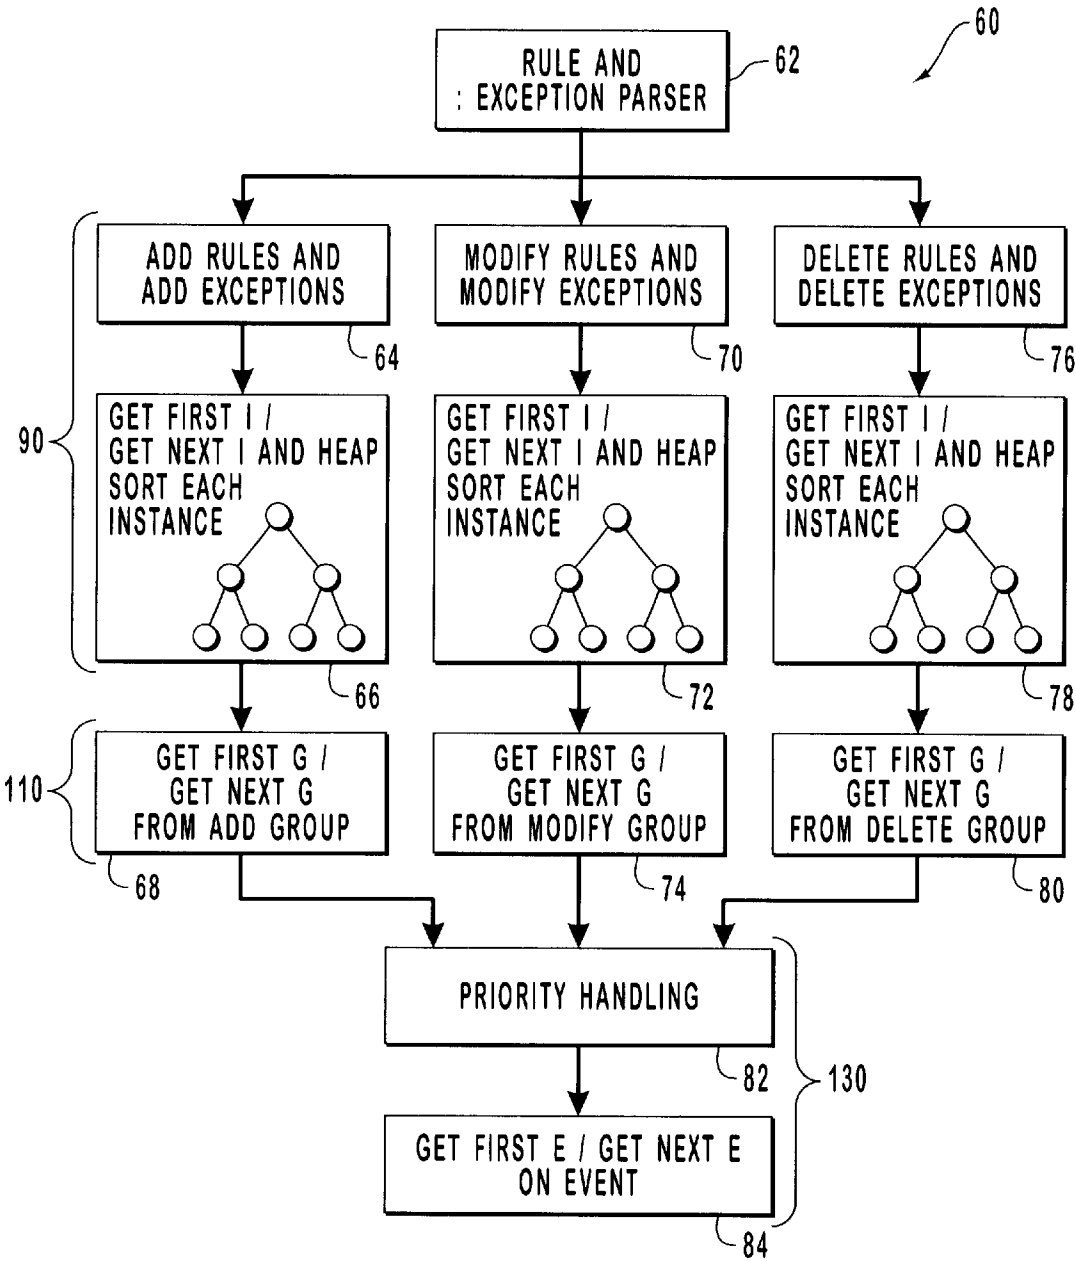 60
RULE AND
: EXCEPTION PARSER
62
90
ADD RULES AND
ADD EXCEPTIONS
64
MODIFY RULES AND
MODIFY EXCEPTIONS
70
DELETE RULES AND
DELETE EXCEPTIONS
76
GET FIRST I /
GET NEXT I AND HEAP
SORT EACH
INSTANCE
66
GET FIRST I /
GET NEXT I AND HEAP
SORT EACH
INSTANCE
72
GET FIRST I /
GET NEXT I AND HEAP
SORT EACH
INSTANCE
78
110
GET FIRST G /
GET NEXT G
FROM ADD GROUP
68
GET FIRST G /
GET NEXT G
FROM MODIFY GROUP
74
GET FIRST G /
GET NEXT G
FROM DELETE GROUP
80
PRIORITY HANDLING
82
130
GET FIRST E / GET NEXT E
ON EVENT
84